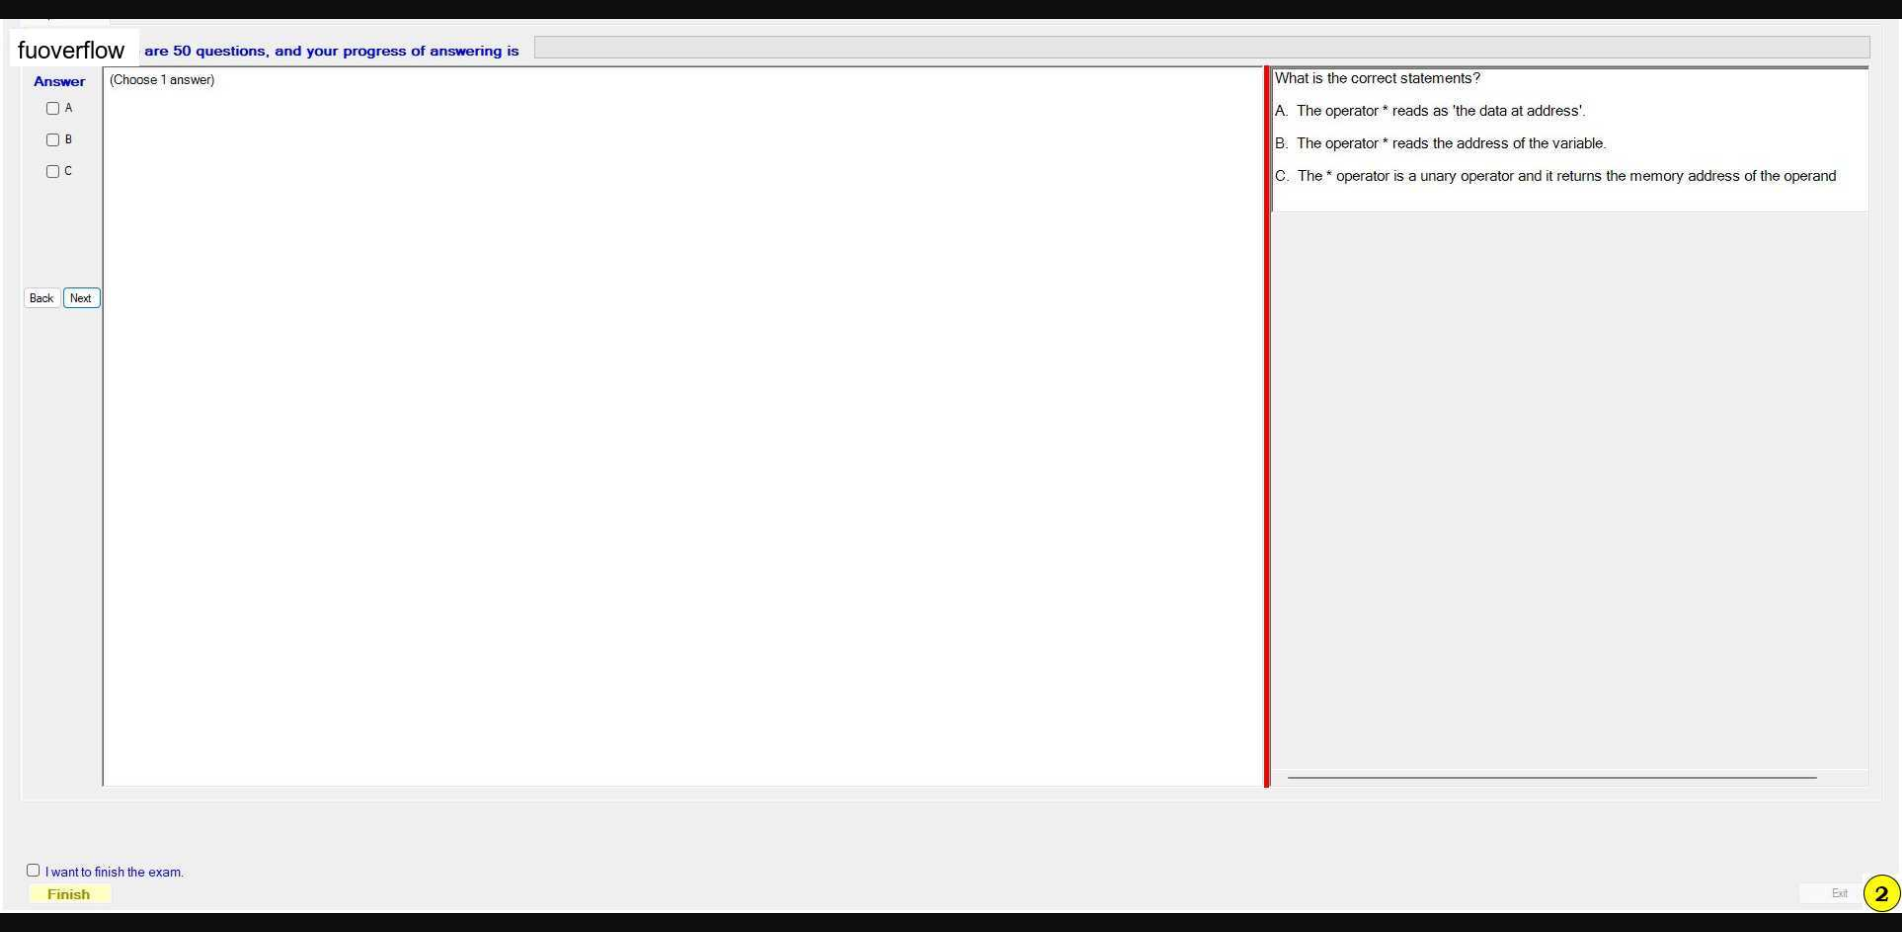 fuoverflow are 50 questions, and your progress of answering is
Answer
(Choose 1 answer)
A
B
C
Back Next
What is the correct statements?
A. The operator * reads as 'the data at address'.
B. The operator * reads the address of the variable.
C. The * operator is a unary operator and it returns the memory address of the operand
I want to finish the exam.
Finish
Exit
2